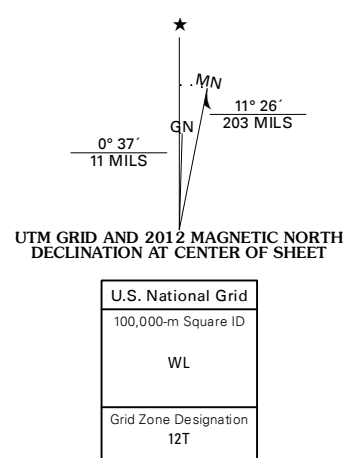 ★
MN
11° 26´
203 MILS
GN
0° 37´
11 MILS
UTM GRID AND 2012 MAGNETIC NORTH
DECLINATION AT CENTER OF SHEET
U.S. National Grid
100,000-m Square ID
WL
Grid Zone Designation
12T